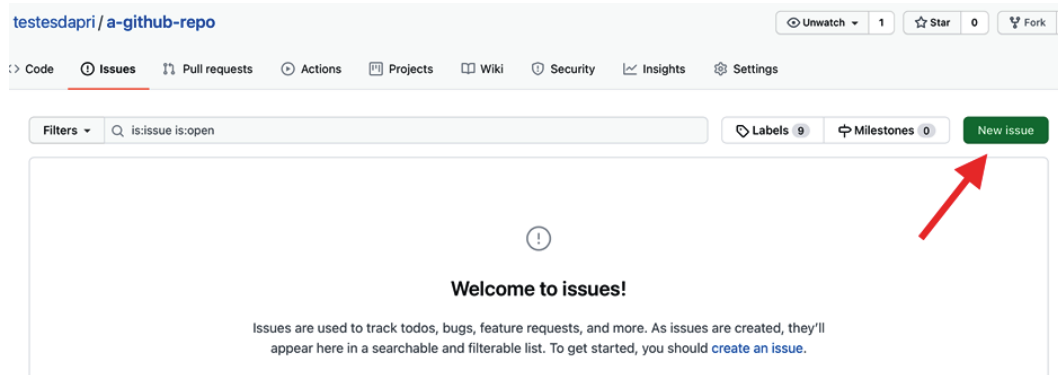 testesdapri / a-github-repo
Unwatch 1 Star 0 Fork
Code Issues Pull requests Actions Projects Wiki Security Insights Settings
Filters is:issue is:open Labels 9 Milestones 0 New issue
Welcome to issues!
Issues are used to track todos, bugs, feature requests, and more. As issues are created, they'll
appear here in a searchable and filterable list. To get started, you should create an issue.